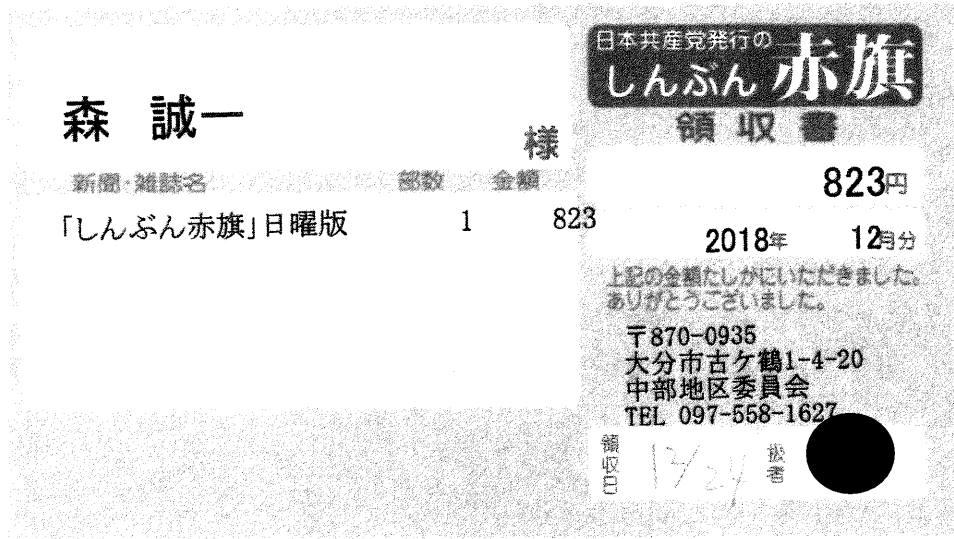 森 誠一
様
新聞・雑誌名 部数 金額
「しんぶん赤旗」日曜版 1 823
日本共産党発行の
しんぶん赤旗
領収書
823円
2018年 12月分
上記の金額たしかにいただきました。
ありがとうございました。
〒870-0935
大分市古ケ鶴1-4-20
中部地区委員会
TEL 097-558-1627
領収日 12/24 扱者